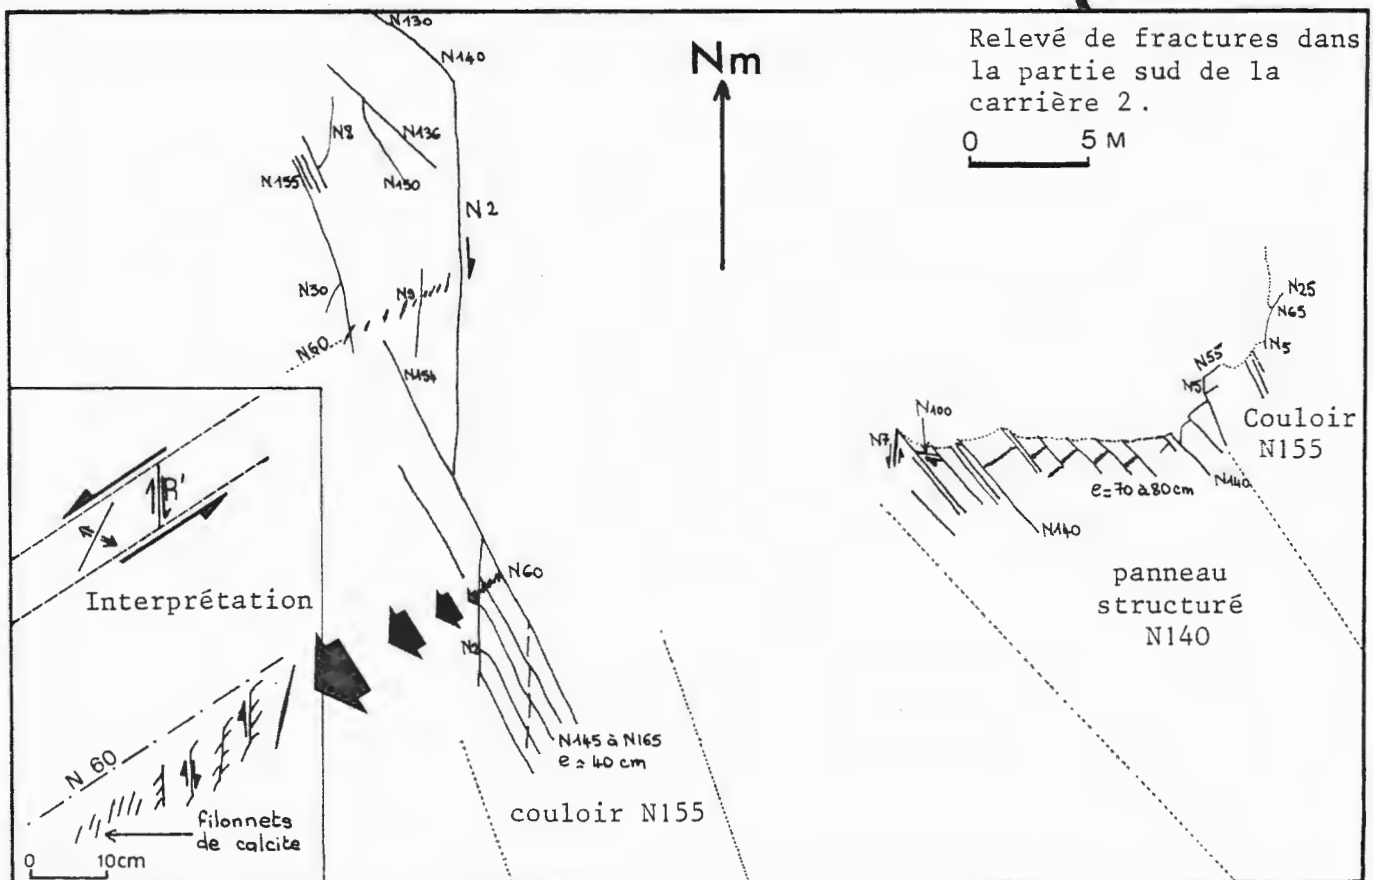 Relevé de fractures dans
la partie sud de la
carrière 2.
0 5 M
Nm
N130
N140
N8
N136
N155
N150
N2
N30
N9
N60
N154
N60
N2
N145 à N165
e = 40 cm
couloir N155
N25
N65
N5
N55
N5
Couloir
N155
N100
N7
N140
e = 70 à 80 cm
N140
panneau
structuré
N140
R'
Interprétation
N 60
filonnets
de calcite
0 10cm